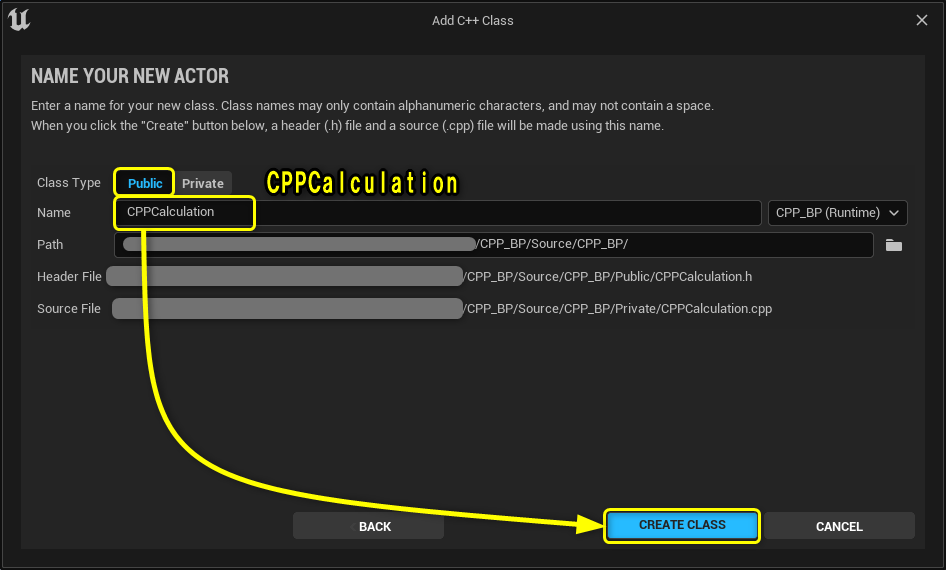 Add C++ Class
NAME YOUR NEW ACTOR
Enter a name for your new class. Class names may only contain alphanumeric characters, and may not contain a space.
When you click the "Create" button below, a header (.h) file and a source (.cpp) file will be made using this name.
Class Type Public Private CPPCalculation
Name CPPCalculation CPP_BP (Runtime)
Path /CPP_BP/Source/CPP_BP/
Header File /CPP_BP/Source/CPP_BP/Public/CPPCalculation.h
Source File /CPP_BP/Source/CPP_BP/Private/CPPCalculation.cpp
BACK CREATE CLASS CANCEL